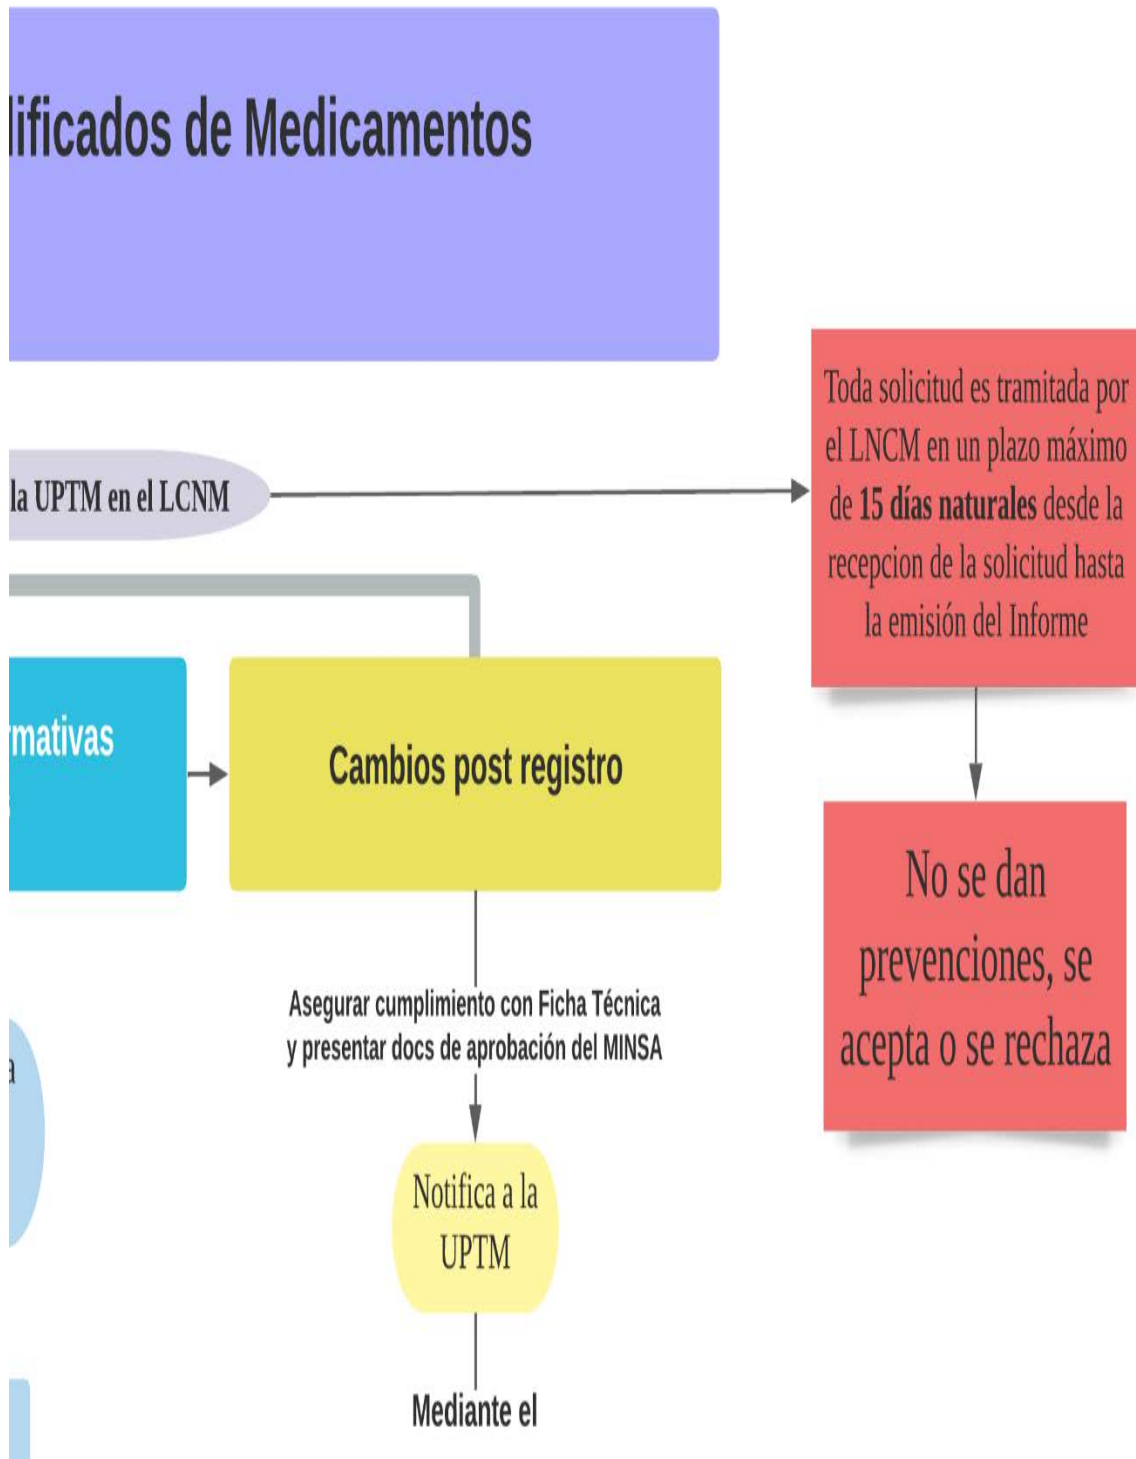 lificados de Medicamentos
Toda solicitud es tramitada por
el LNCM en un plazo máximo
de 15 días naturales desde la
recepcion de la solicitud hasta
la emisión del Informe
la UPTM en el LCNM
rmativas
Cambios post registro
No se dan
prevenciones, se
acepta o se rechaza
Asegurar cumplimiento con Ficha Técnica
y presentar docs de aprobación del MINSA
a
Notifica a la
UPTM
Mediante el